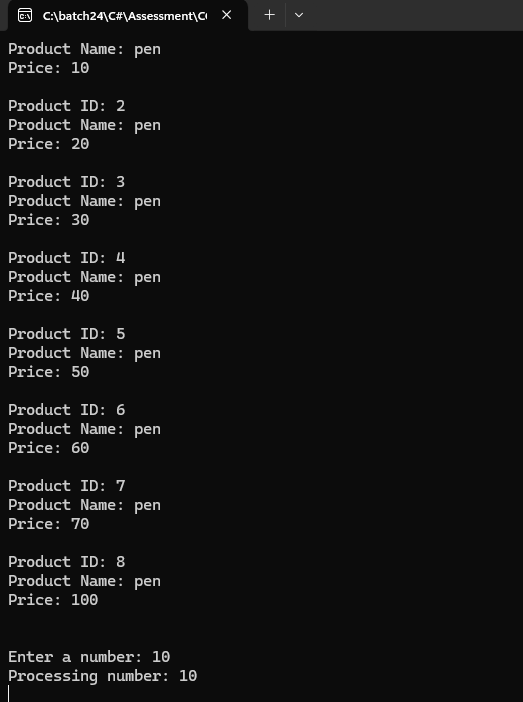 C:\batch24\C#\Assessment\C
Product Name: pen
Price: 10
Product ID: 2
Product Name: pen
Price: 20
Product ID: 3
Product Name: pen
Price: 30
Product ID: 4
Product Name: pen
Price: 40
Product ID: 5
Product Name: pen
Price: 50
Product ID: 6
Product Name: pen
Price: 60
Product ID: 7
Product Name: pen
Price: 70
Product ID: 8
Product Name: pen
Price: 100
Enter a number: 10
Processing number: 10